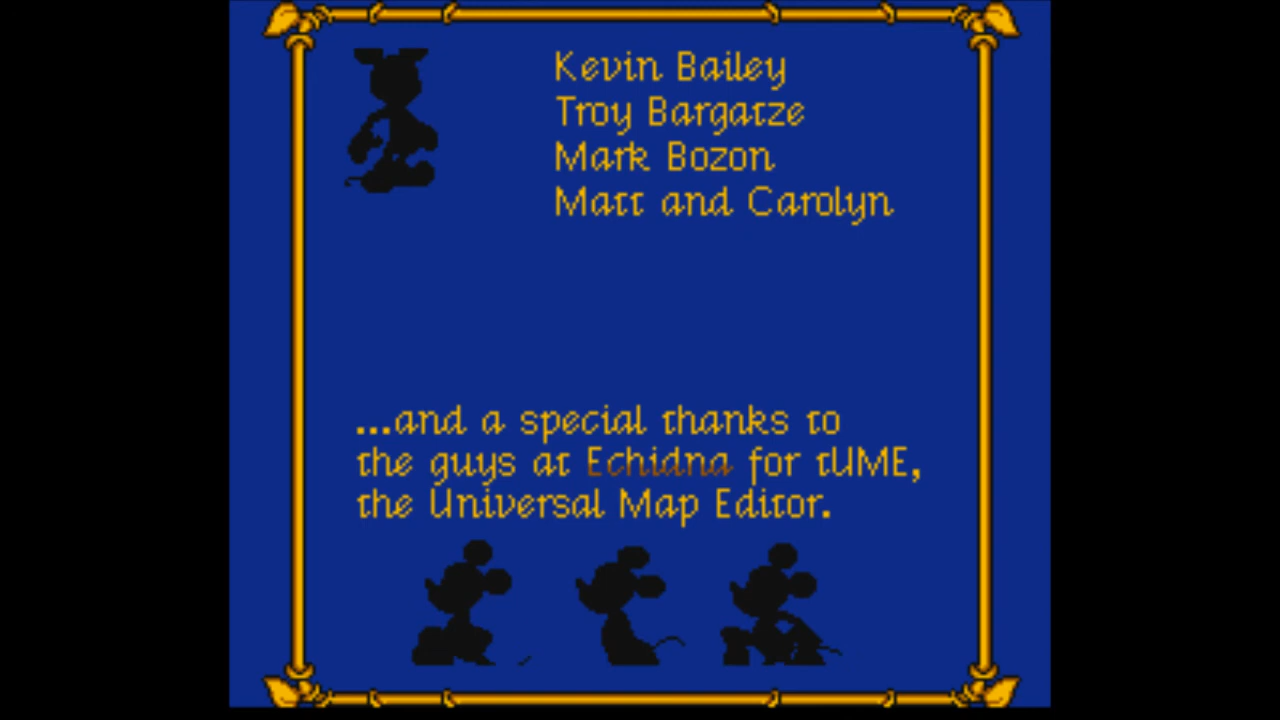 Kevin Bailey
Troy Bargatze
Mark Bozon
Matt and Carolyn
...and a special thanks to
the guys at Echidna for tUME,
the Universal Map Editor.